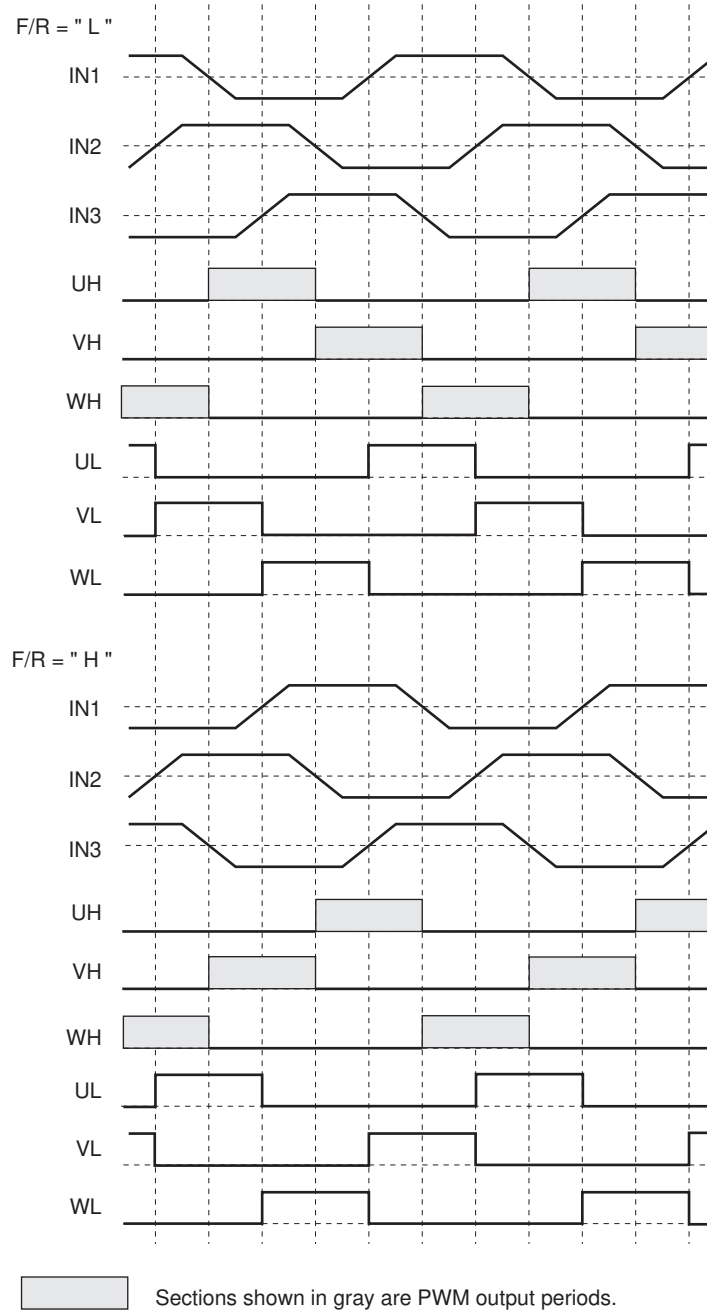 F/R = " L "
IN1
IN2
IN3
UH
VH
WH
UL
VL
WL
F/R = " H "
IN1
IN2
IN3
UH
VH
WH
UL
VL
WL
Sections shown in gray are PWM output periods.